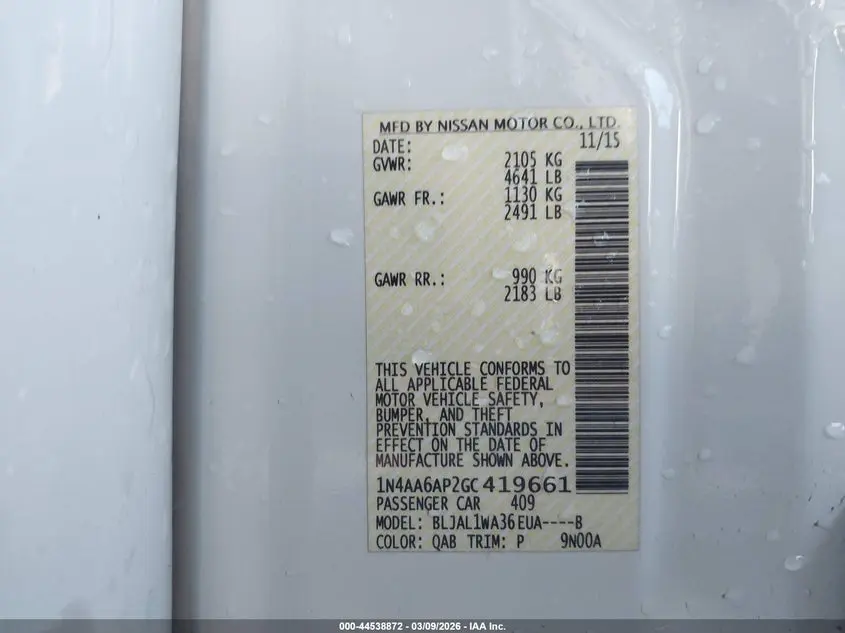 MFD BY NISSAN MOTOR CO., LTD.
DATE: 11/15
GVWR: 2105 KG
4641 LB
GAWR FR.: 1130 KG
2491 LB
GAWR RR.: 990 KG
2183 LB
THIS VEHICLE CONFORMS TO
ALL APPLICABLE FEDERAL
MOTOR VEHICLE SAFETY,
BUMPER, AND THEFT
PREVENTION STANDARDS IN
EFFECT ON THE DATE OF
MANUFACTURE SHOWN ABOVE.
1N4AA6AP2GC419661
PASSENGER CAR 409
MODEL: BLJAL1WA36EUA----B
COLOR: QAB TRIM: P 9N00A
000-44538872 - 03/09/2026 - IAA Inc.